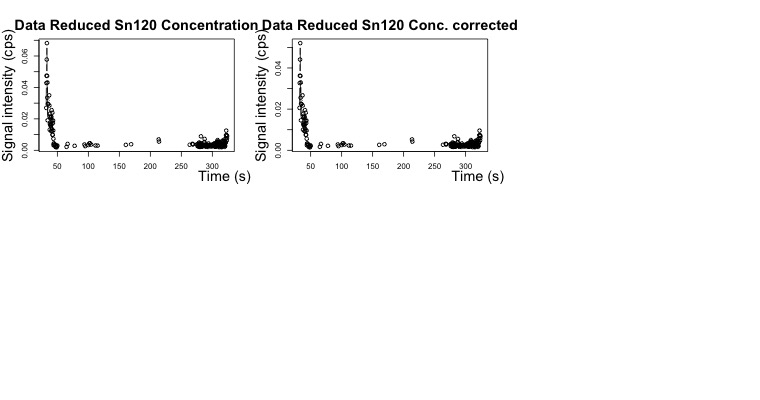 Data Reduced Sn120 Concentration
Signal intensity (cps)
0.00 0.02 0.04 0.06
50 100 150 200 250 300
Time (s)
Data Reduced Sn120 Conc. corrected
Signal intensity (cps)
0.00 0.02 0.04
50 100 150 200 250 300
Time (s)